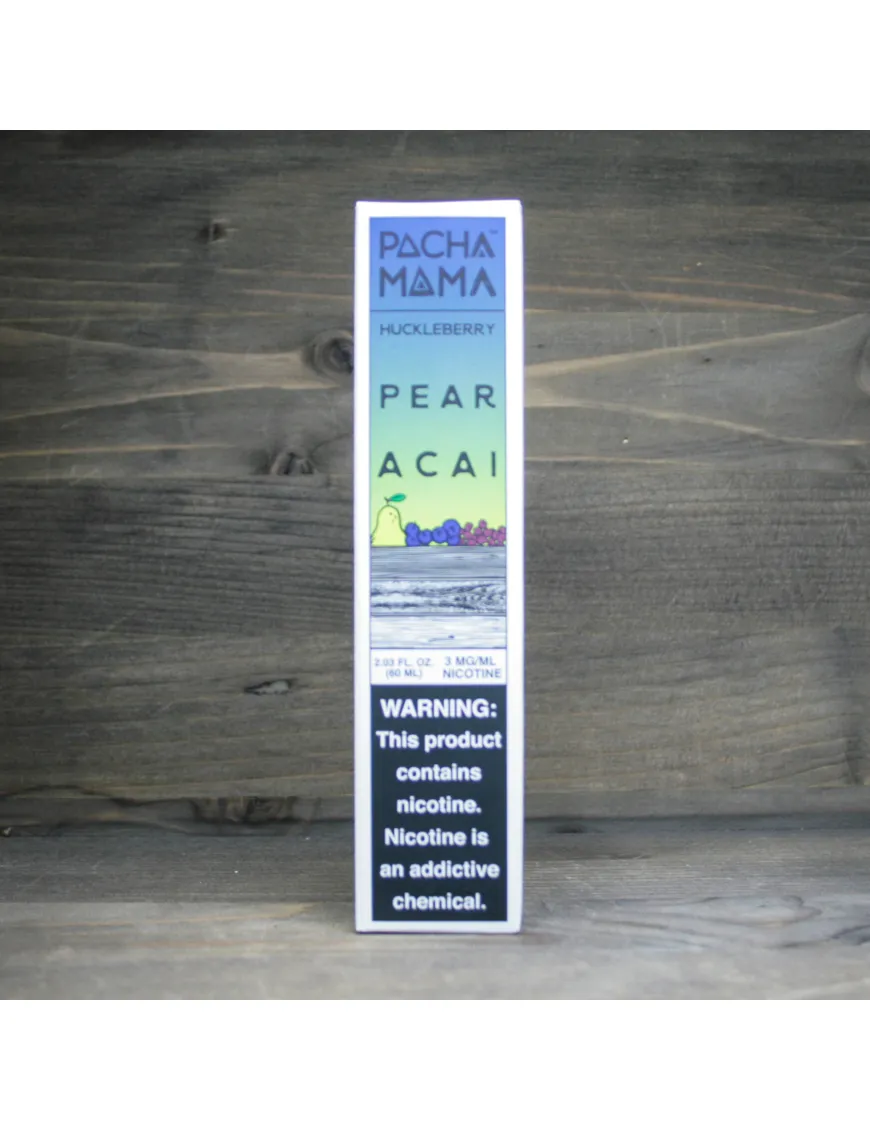 PACHA™
MAMA
HUCKLEBERRY
PEAR
ACAI
2.03 FL. OZ. 3 MG/ML
(60 ML) NICOTINE
WARNING:
This product
contains
nicotine.
Nicotine is
an addictive
chemical.